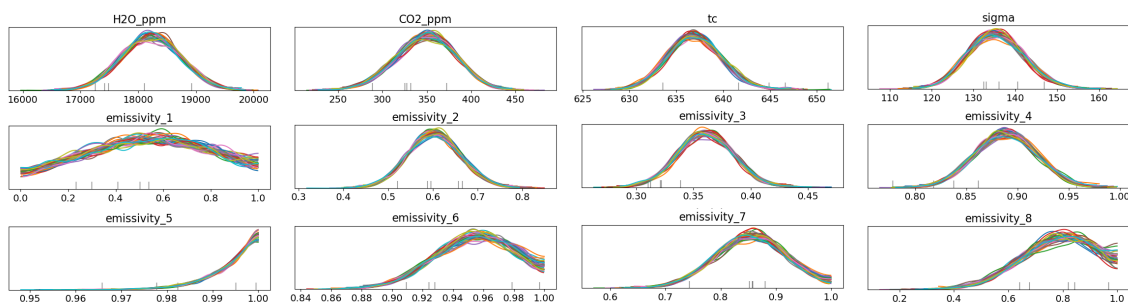 H2O_ppm
CO2_ppm
tc
sigma
16000 17000 18000 19000 20000
250 300 350 400 450
625 630 635 640 645 650
110 120 130 140 150 160
emissivity_1
emissivity_2
emissivity_3
emissivity_4
0.0 0.2 0.4 0.6 0.8 1.0
0.3 0.4 0.5 0.6 0.7 0.8
0.30 0.35 0.40 0.45
0.80 0.85 0.90 0.95 1.00
emissivity_5
emissivity_6
emissivity_7
emissivity_8
0.95 0.96 0.97 0.98 0.99 1.00
0.84 0.86 0.88 0.90 0.92 0.94 0.96 0.98 1.00
0.6 0.7 0.8 0.9 1.0
0.2 0.4 0.6 0.8 1.0